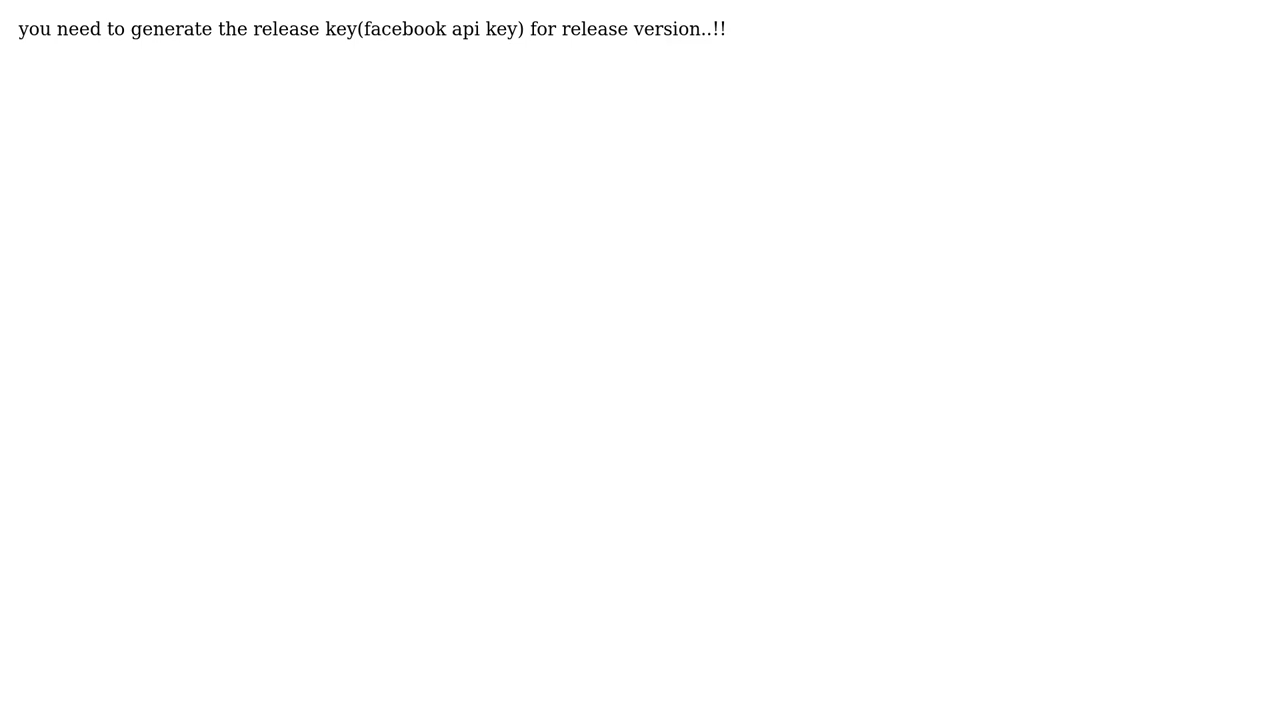 you need to generate the release key(facebook api key) for release version..!!